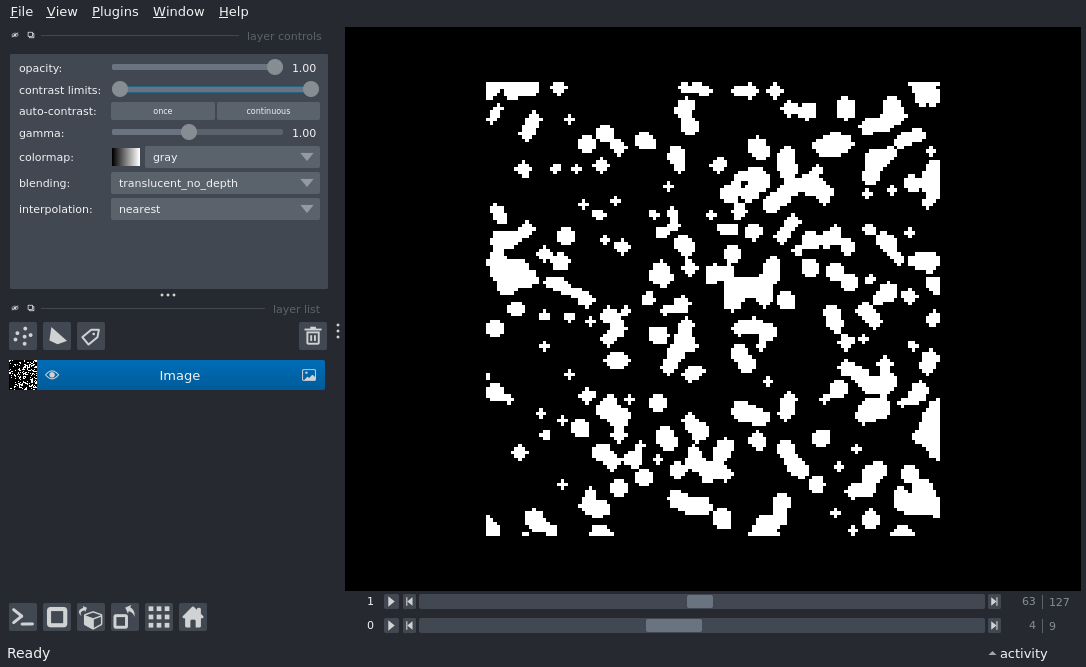 File View Plugins Window Help
layer controls
opacity: 1.00
contrast limits:
auto-contrast: once continuous
gamma: 1.00
colormap: gray
blending: translucent_no_depth
interpolation: nearest
layer list
Image
1 63 127
0 4 9
Ready activity